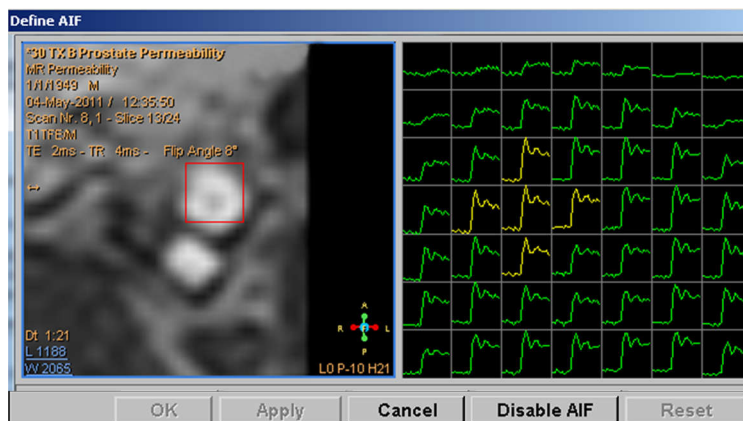 Define AIF
*30 TX B Prostate Permeability
MR Permeability
1/1/1949 M
04-May-2011 / 12:35:50
Scan Nr. 8, 1 - Slice 13/24
T1TFE/M
TE 2ms - TR 4ms - Flip Angle 8°
A
R L
P
Dt 1:21
L 1188
W 2065
L0 P-10 H21
OK Apply Cancel Disable AIF Reset